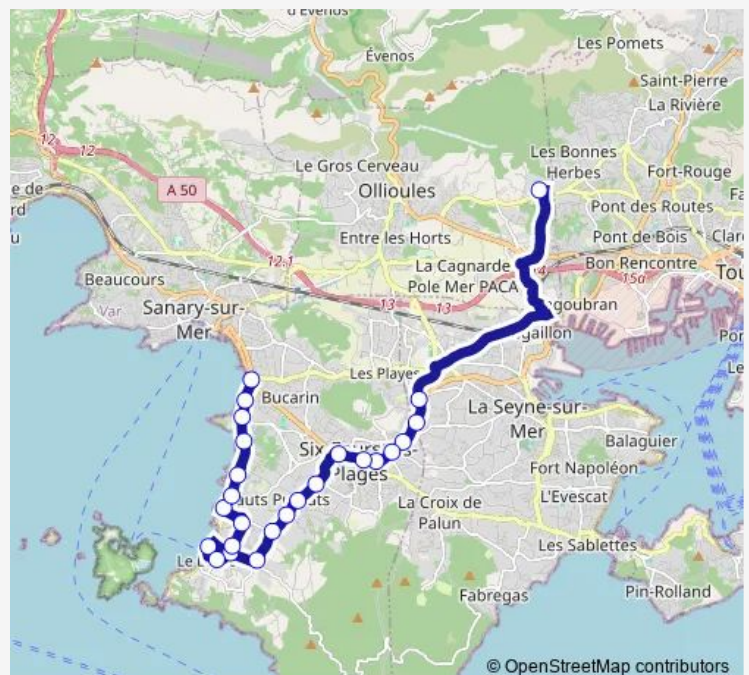 d'Évenos
Évenos
Les Pomets
Saint-Pierre
La Rivière
12
12
Les Bonnes
Herbes
Le Gros Cerveau
Fort-Rouge
A 50
Ollioules
Pont des Routes
Entre les Horts
Pont de Bois
12.1
La Cagnarde
Bon Rencontre
Pole Mer PACA
15a
Beaucours
13
13
Var
Sanary-sur-
Mer
Les Playes
Bucarin
La Seyne-sur-
Mer
Balaguier
Plages
Fort Napoléon
L'Evescat
La Croix de
Palun
Les Sablettes
Fabregas
Pin-Rolland
© OpenStreetMap contributors